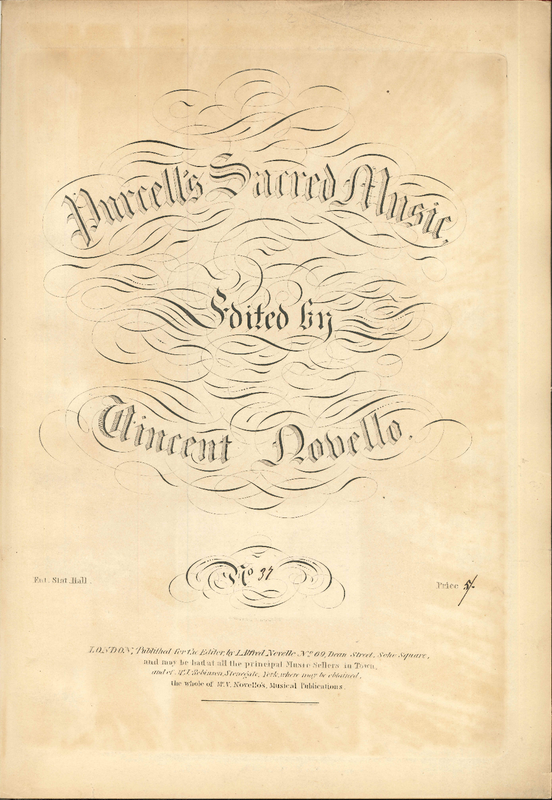 Purcell's Sacred Music,
Edited by
Vincent Novello.
No 37
Ent. Stat. Hall.
Price 5/-
LONDON, Published for the Editor, by J. Alfred Novello No 69, Dean Street, Soho Square,
and may be had at all the principal Music Sellers in Town,
and of Mr. J. Robinson, Stonegate, York, where may be obtained,
the whole of Mr. V. Novello's, Musical Publications.